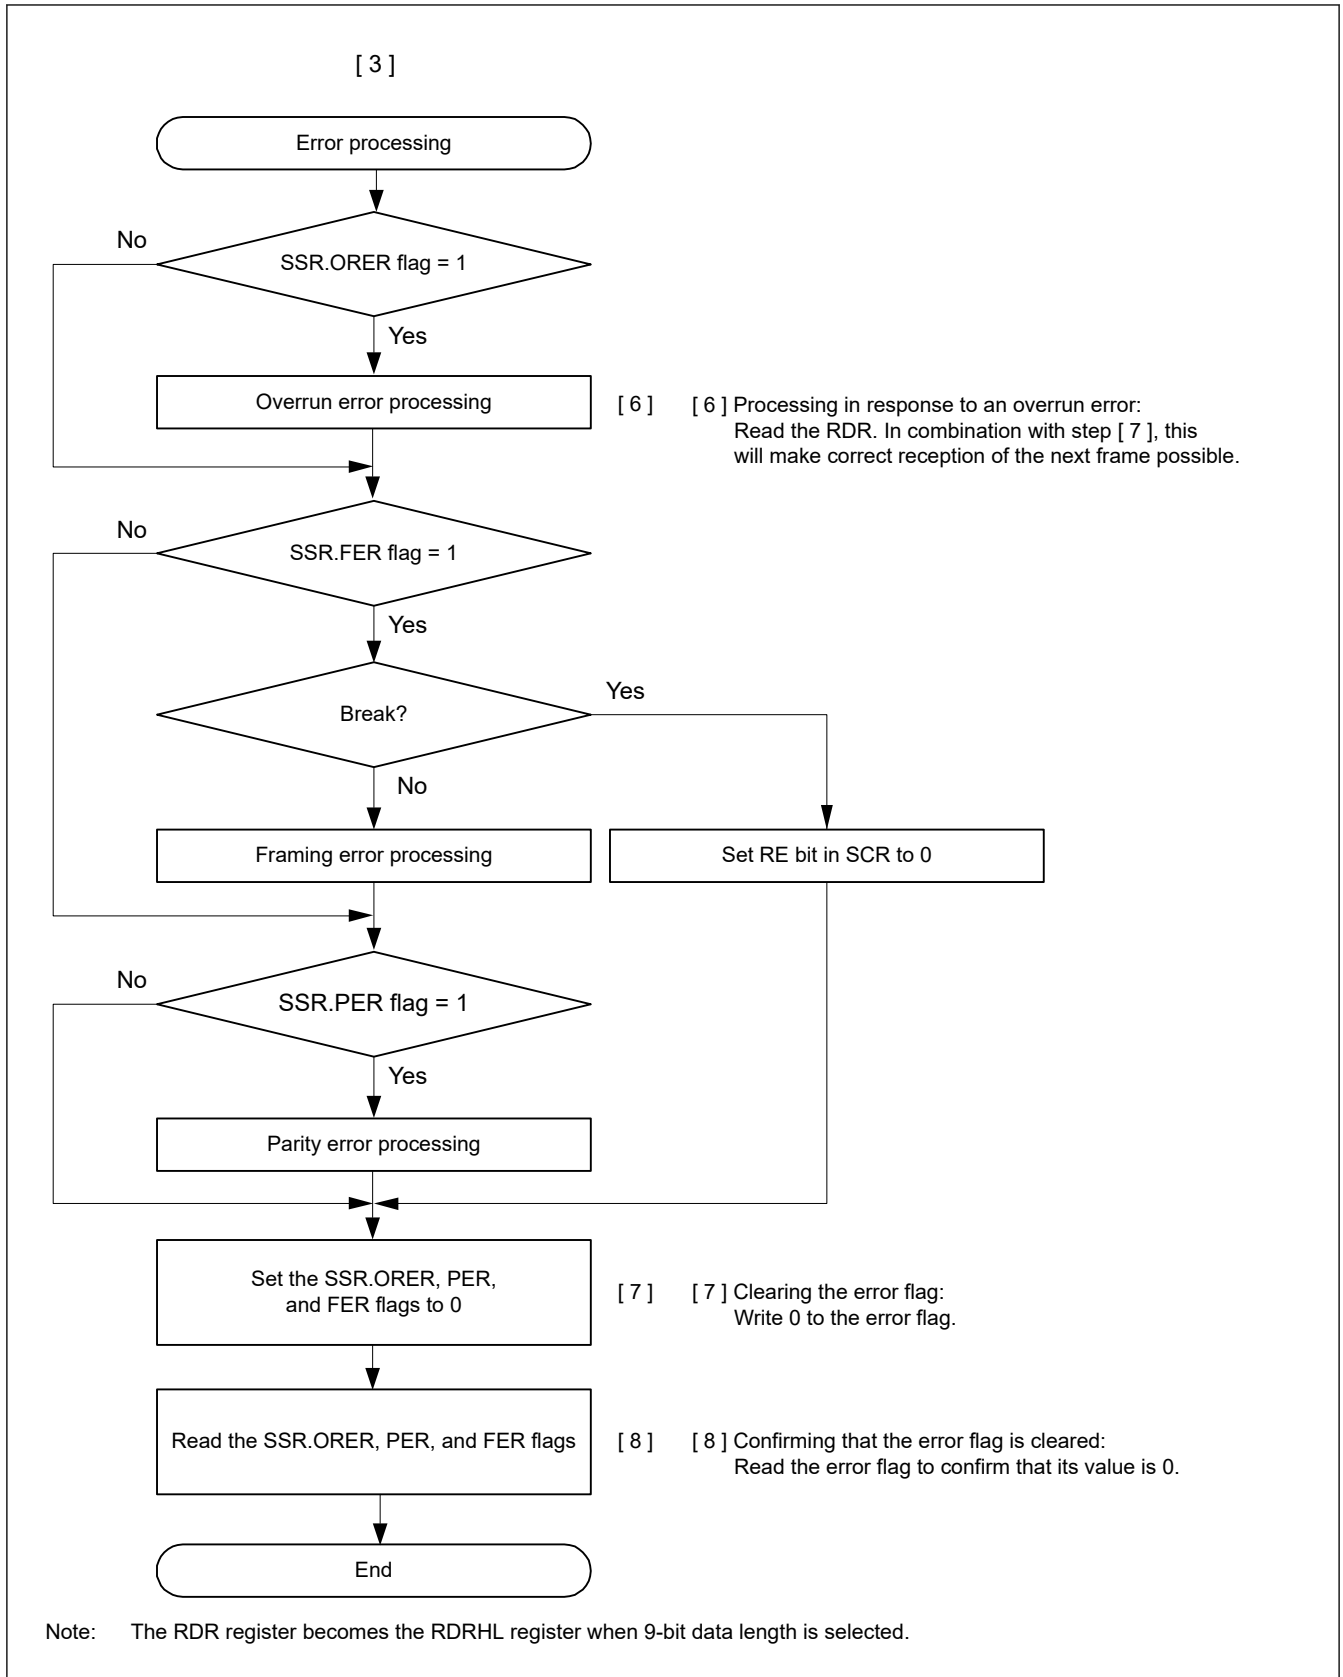 [ 3 ]
Error processing
No
SSR.ORER flag = 1
Yes
Overrun error processing
[ 6 ]
[ 6 ] Processing in response to an overrun error:
Read the RDR. In combination with step [ 7 ], this
will make correct reception of the next frame possible.
No
SSR.FER flag = 1
Yes
Break?
Yes
No
Framing error processing
Set RE bit in SCR to 0
No
SSR.PER flag = 1
Yes
Parity error processing
Set the SSR.ORER, PER,
and FER flags to 0
[ 7 ]
[ 7 ] Clearing the error flag:
Write 0 to the error flag.
Read the SSR.ORER, PER, and FER flags
[ 8 ]
[ 8 ] Confirming that the error flag is cleared:
Read the error flag to confirm that its value is 0.
End
Note: The RDR register becomes the RDRHL register when 9-bit data length is selected.